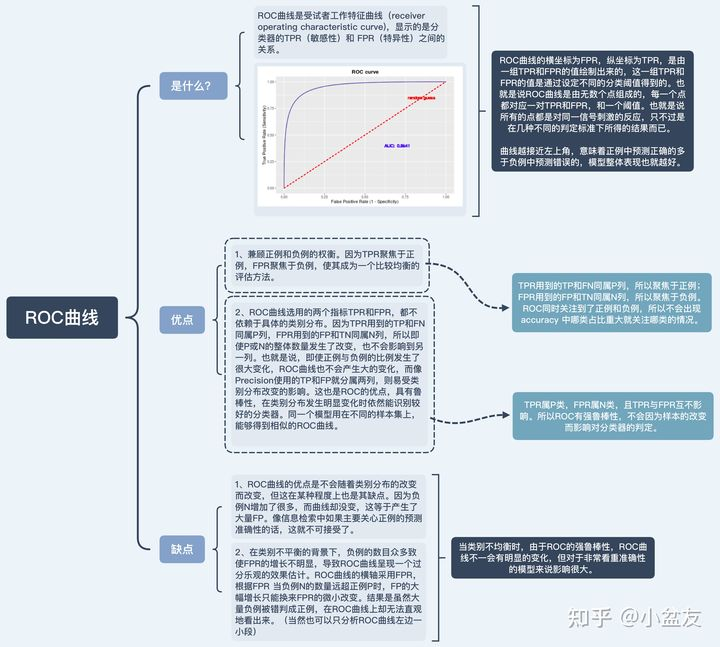 ROC曲线
是什么?
ROC曲线是受试者工作特征曲线（receiver
operating characteristic curve)，显示的是分
类器的TPR（敏感性）和 FPR（特异性）之间的
关系。
ROC curve
True Positive Rate (Sensitivity)
1.00
0.75
0.50
0.25
0.00
random guess
0.00
0.25
0.50
0.75
1.00
False Positive Rate (1 - Specificity)
ROC曲线的横坐标为FPR，纵坐标为TPR，是由
一组TPR和FPR的值绘制出来的，这一组TPR和
FPR的值是通过设定不同的分类阈值得到的。也
就是说ROC曲线是由无数个点组成的，每一个点
都对应一对TPR和FPR，和一个阈值。也就是说
所有的点都是对同一信号刺激的反应，只不过是
在几种不同的判定标准下所得的结果而已。
曲线越接近左上角，意味着正例中预测正确的多
于负例中预测错误的，模型整体表现也就越好。
优点
1、兼顾正例和负例的权衡。因为TPR聚焦于正
例，FPR聚焦于负例，使其成为一个比较均衡的
评估方法。
TPR用到的TP和FN同属P列，所以聚焦于正例；
FPR用到的FP和TN同属N列，所以聚焦于负例。
ROC同时关注到了正例和负例，所以不会出现
accuracy 中哪类占比重大就关注哪类的情况。
2、ROC曲线选用的两个指标TPR和FPR，都不
依赖于具体的类别分布。因为TPR用到的TP和FN
同属P列，FPR用到的FP和TN同属N列，所以即
使P或N的整体数量发生了改变，也不会影响到另
一列。也就是说，即使正例与负例的比例发生了
很大变化，ROC曲线也不会产生大的变化，而像
Precision使用的TP和FP就分属两列，则易受类
别分布改变的影响。这也是ROC的优点，具有鲁
棒性，在类别分布发生明显变化时依然能识别较
好的分类器。同一个模型用在不同的样本集上，
能够得到相似的ROC曲线。
TPR属P类，FPR属N类，且TPR与FPR互不影
响。所以ROC有强鲁棒性，不会因为样本的改变
而影响对分类器的判定。
缺点
1、ROC曲线的优点是不会随着类别分布的改变
而改变，但这在某种程度上也是其缺点。因为负
例N增加了很多，而曲线却没变，这等于产生了
大量FP。像信息检索中如果主要关心正例的预测
准确性的话，这就不可接受了。
2、在类别不平衡的背景下，负例的数目众多致
使FPR的增长不明显，导致ROC曲线呈现一个过
分乐观的效果估计。ROC曲线的横轴采用FPR，
根据FPR 当负例N的数量远超正例P时，FP的大
幅增长只能换来FPR的微小改变。结果是虽然大
量负例被错判成正例，在ROC曲线上却无法直观
地看出来。（当然也可以只分析ROC曲线左边一
小段）
当类别不均衡时，由于ROC的强鲁棒性，ROC曲
线不一会有明显的变化，但对于非常看重准确性
的模型来说影响很大。
知乎 @小盆友